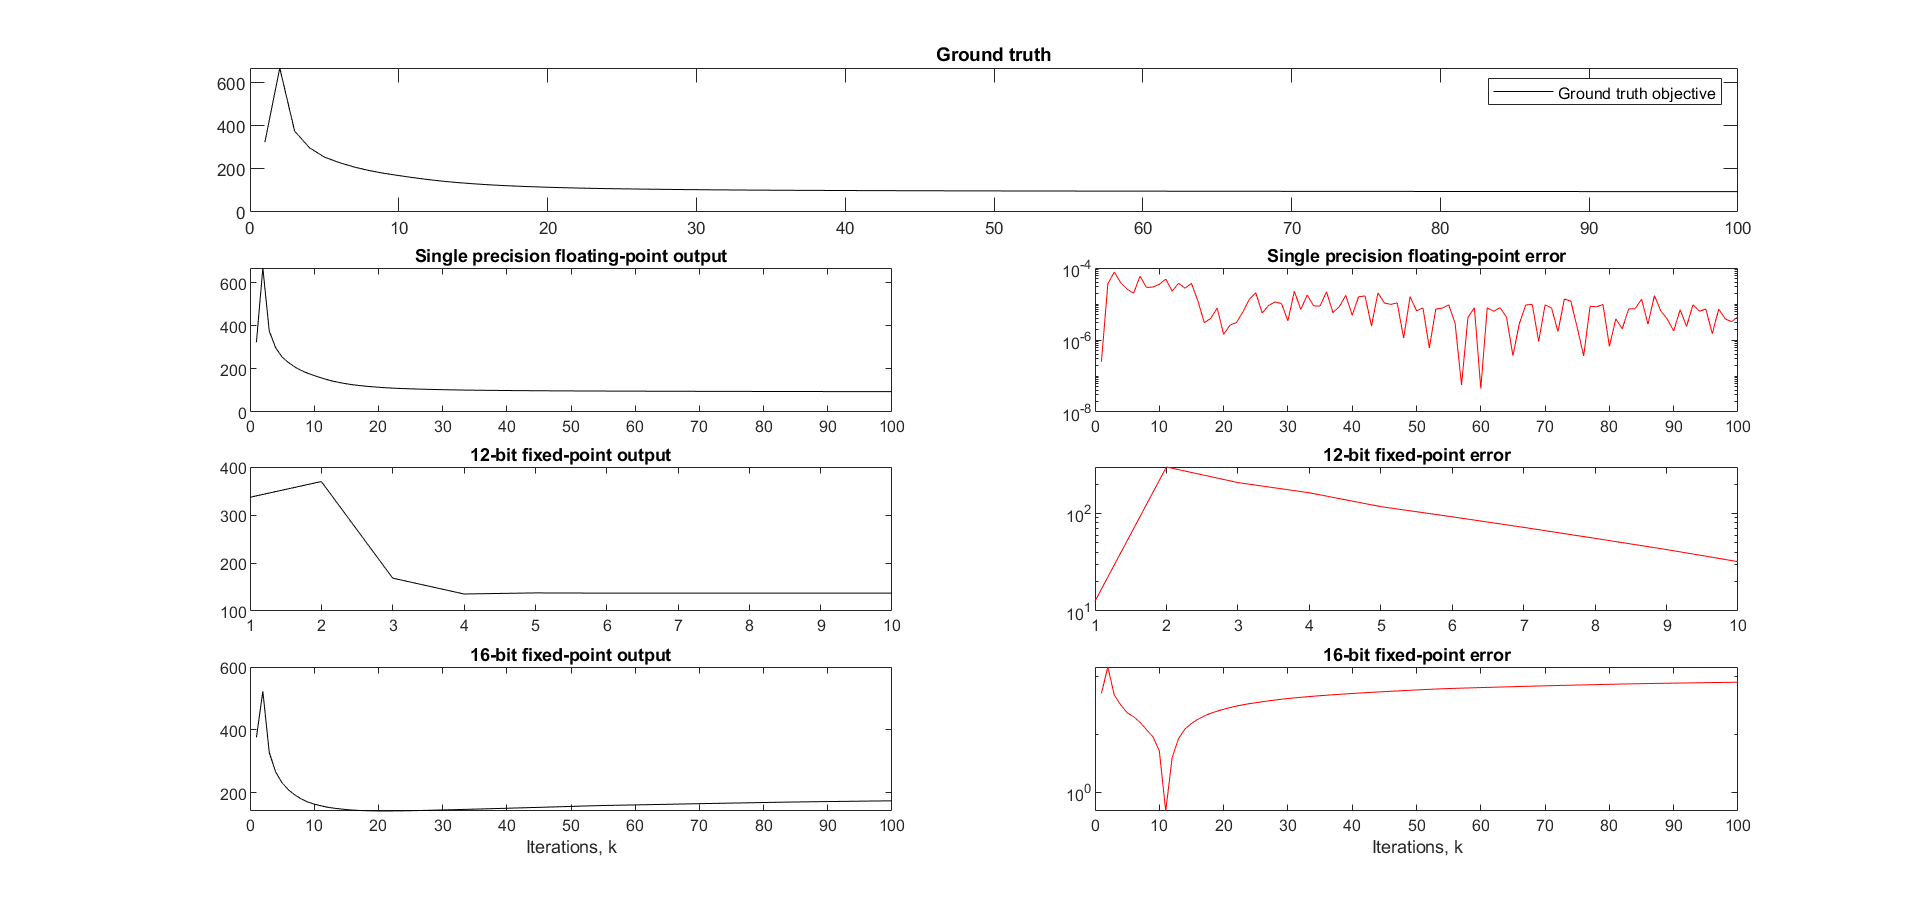 Ground truth
600
400
200
0
Ground truth objective
0 10 20 30 40 50 60 70 80 90 100
Single precision floating-point output
600
400
200
0
0 10 20 30 40 50 60 70 80 90 100
Single precision floating-point error
10^-4
10^-6
10^-8
0 10 20 30 40 50 60 70 80 90 100
12-bit fixed-point output
400
300
200
100
1 2 3 4 5 6 7 8 9 10
12-bit fixed-point error
10^2
10^1
1 2 3 4 5 6 7 8 9 10
16-bit fixed-point output
600
400
200
0 10 20 30 40 50 60 70 80 90 100
Iterations, k
16-bit fixed-point error
10^0
0 10 20 30 40 50 60 70 80 90 100
Iterations, k